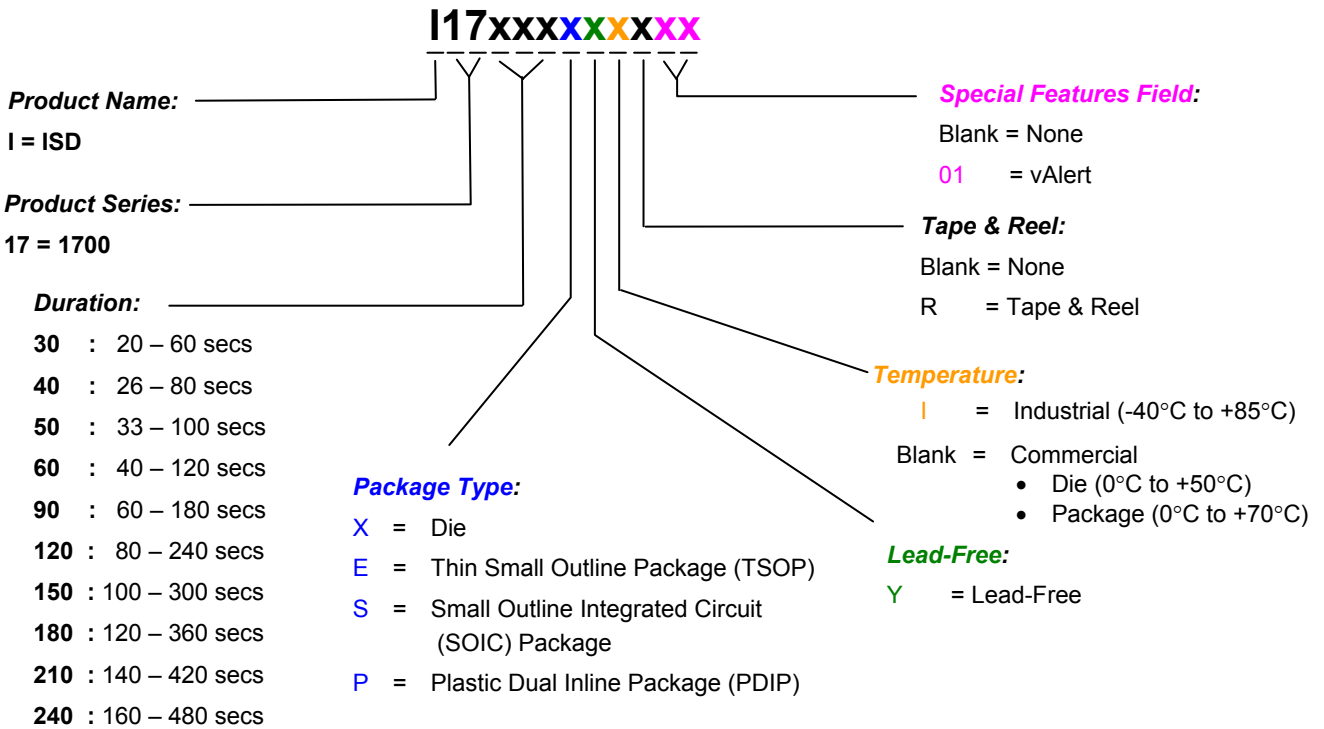 I17xxxxxxxxx
Product Name:
I = ISD
Product Series:
17 = 1700
Duration:
30 : 20 – 60 secs
40 : 26 – 80 secs
50 : 33 – 100 secs
60 : 40 – 120 secs
90 : 60 – 180 secs
120 : 80 – 240 secs
150 : 100 – 300 secs
180 : 120 – 360 secs
210 : 140 – 420 secs
240 : 160 – 480 secs
Package Type:
X = Die
E = Thin Small Outline Package (TSOP)
S = Small Outline Integrated Circuit
(SOIC) Package
P = Plastic Dual Inline Package (PDIP)
Special Features Field:
Blank = None
01 = vAlert
Tape & Reel:
Blank = None
R = Tape & Reel
Temperature:
I = Industrial (-40°C to +85°C)
Blank = Commercial
• Die (0°C to +50°C)
• Package (0°C to +70°C)
Lead-Free:
Y = Lead-Free